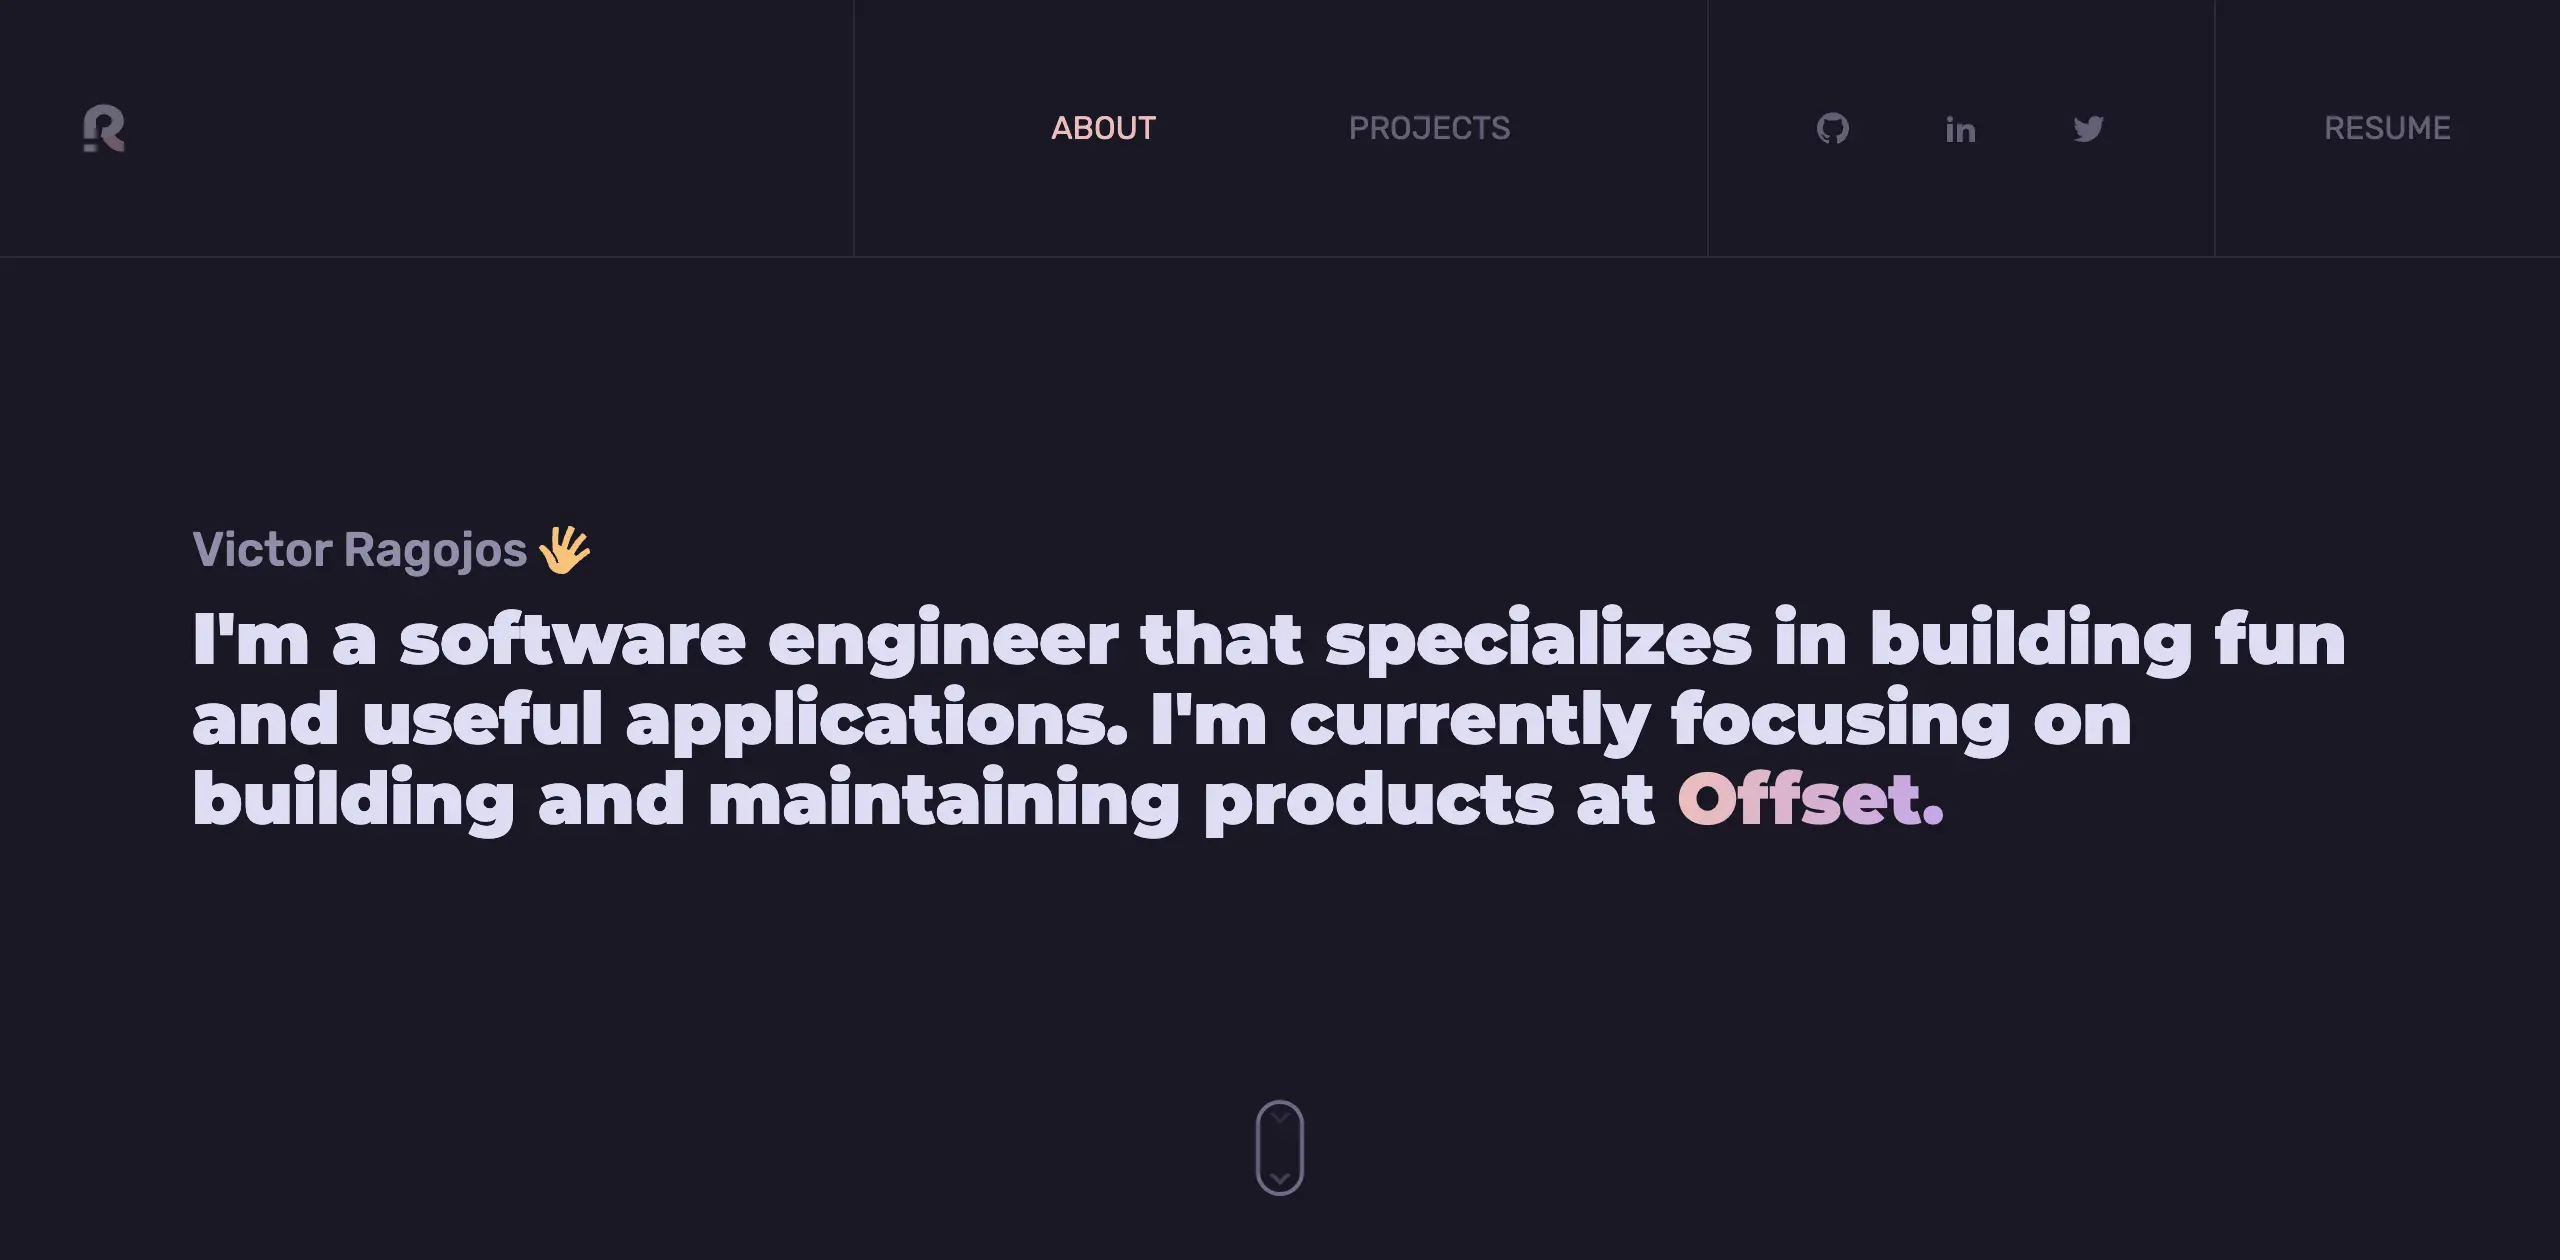 R
ABOUT
PROJECTS
in
RESUME
Victor Ragojos
I'm a software engineer that specializes in building fun
and useful applications. I'm currently focusing on
building and maintaining products at Offset.